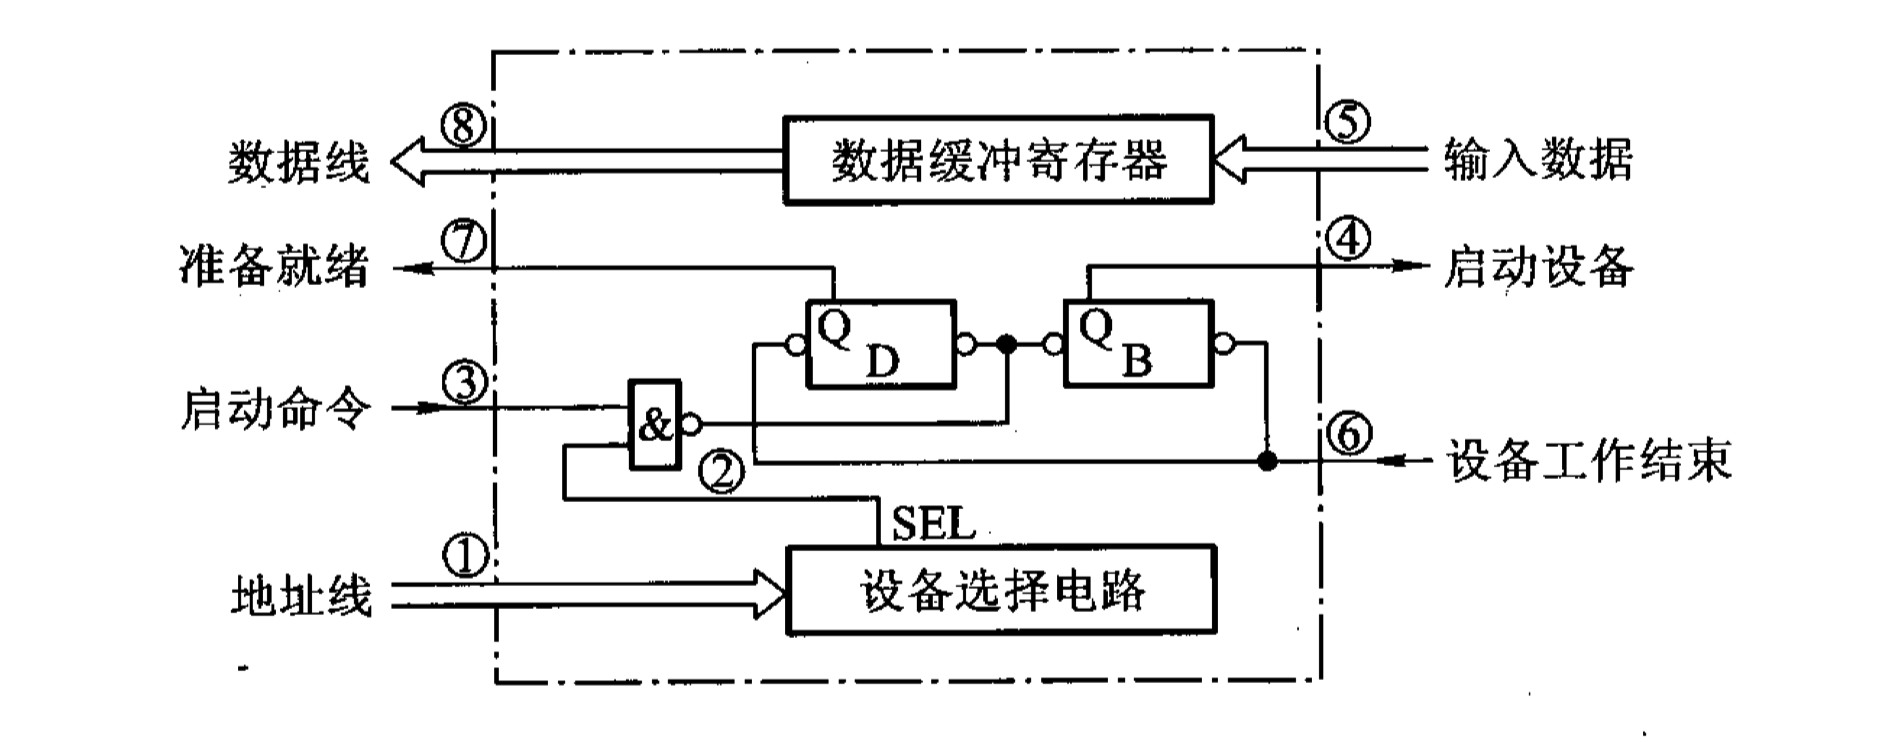 ⑧ ⑤
数据线 数据缓冲寄存器 输入数据
⑦ ④
准备就绪 启动设备
Q Q
D B
③
启动命令 & ⑥
② 设备工作结束
SEL
①
地址线 设备选择电路